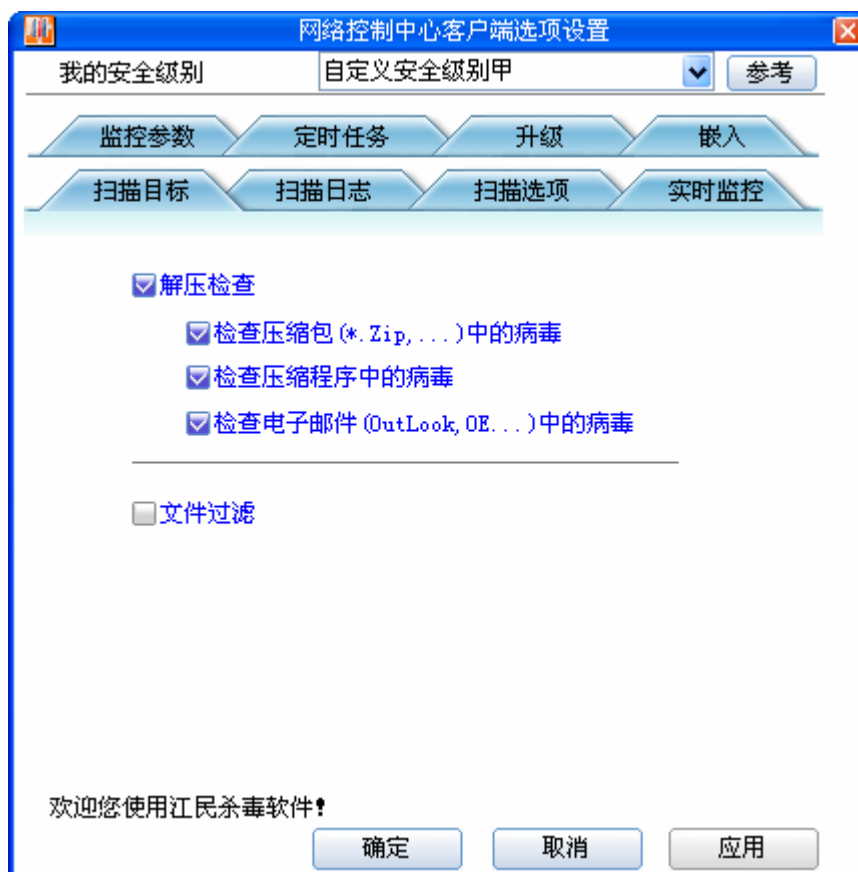 网络控制中心客户端选项设置
我的安全级别 自定义安全级别甲 参考
监控参数 定时任务 升级 嵌入
扫描目标 扫描日志 扫描选项 实时监控
解压检查
检查压缩包(*.Zip,...)中的病毒
检查压缩程序中的病毒
检查电子邮件(OutLook,OE...)中的病毒
文件过滤
欢迎您使用江民杀毒软件!
确定 取消 应用